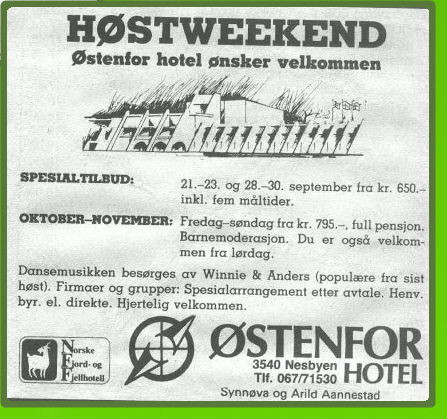 HØSTWEEKEND
Østenfor hotel ønsker velkommen
SPESIALTILBUD: 21.–23. og 28.–30. september fra kr. 650.–
inkl. fem måltider.
OKTOBER–NOVEMBER: Fredag–søndag fra kr. 795.–, full pensjon.
Barnemoderasjon. Du er også velkom-
men fra lørdag.
Dansemusikken besørges av Winnie & Anders (populære fra sist
høst). Firmaer og grupper: Spesialarrangement etter avtale. Henv.
byr. el. direkte. Hjertelig velkommen.
Norske
Fjord- og
Fjellhotell
ØSTENFOR
3540 Nesbyen
Tlf. 067/71530
HOTEL
Synnøva og Arild Aannestad